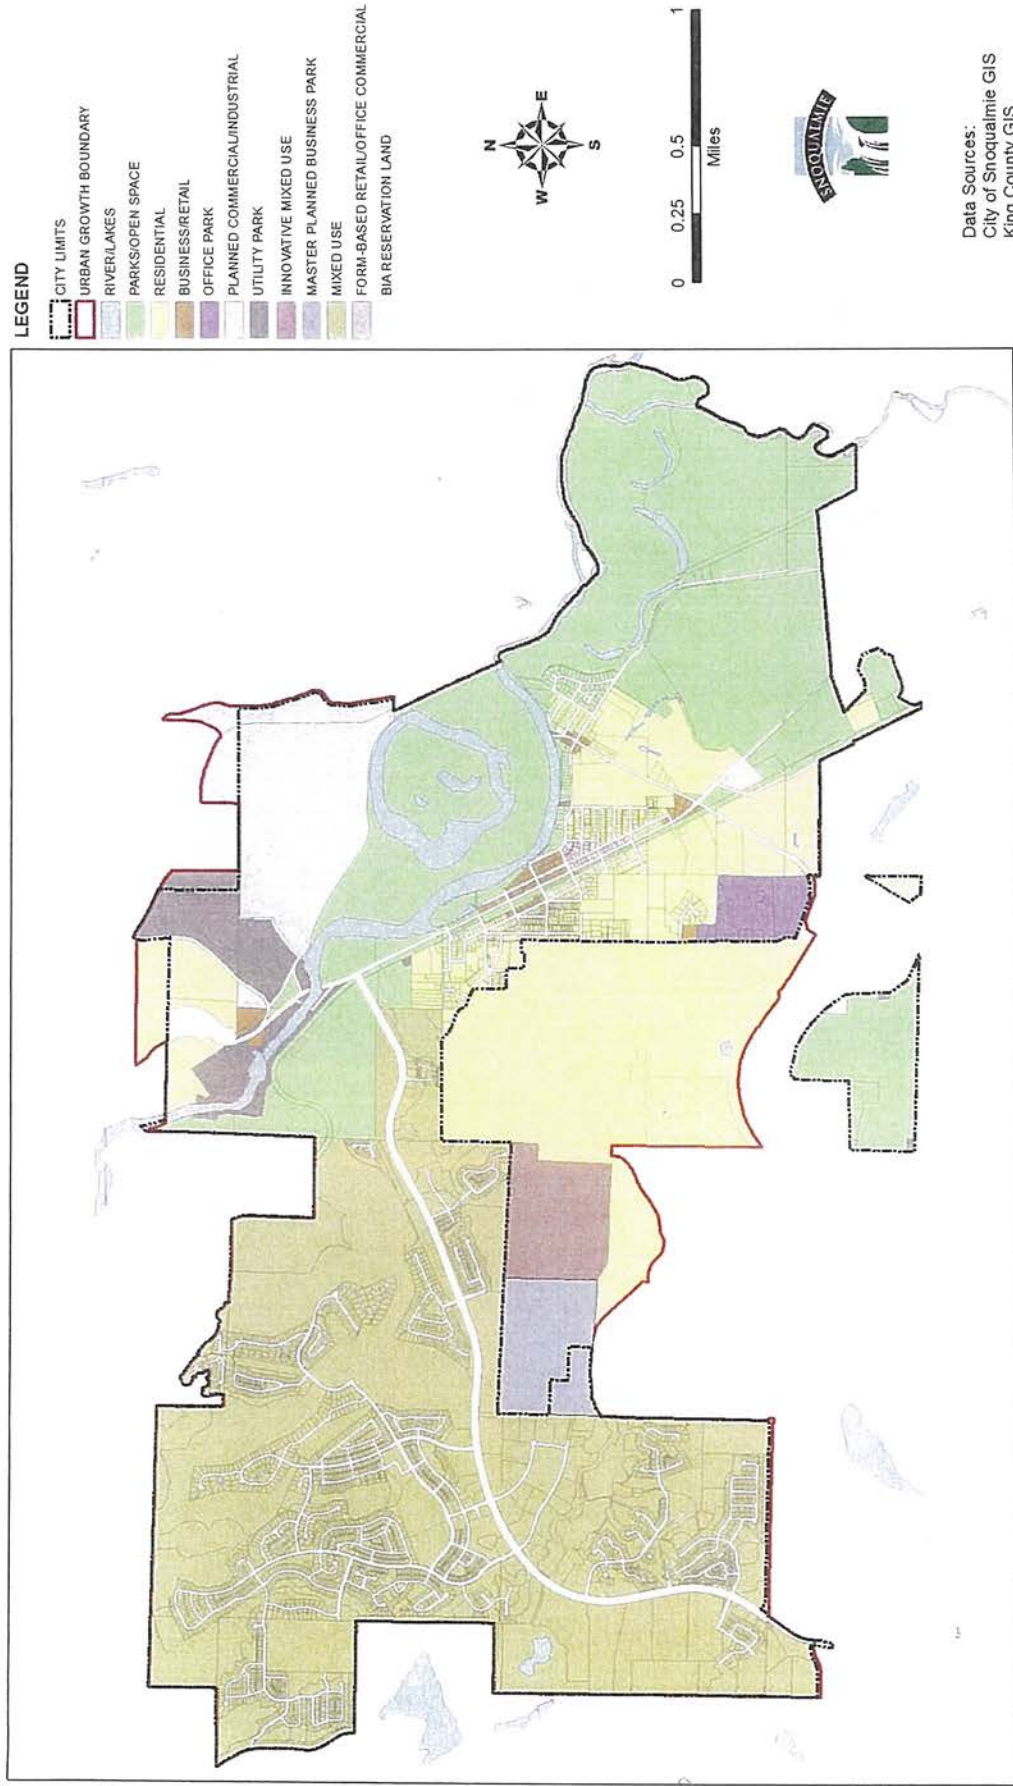 LEGEND
CITY LIMITS
URBAN GROWTH BOUNDARY
RIVER/LAKES
PARKS/OPEN SPACE
RESIDENTIAL
BUSINESS/RETAIL
OFFICE PARK
PLANNED COMMERCIAL/INDUSTRIAL
UTILITY PARK
INNOVATIVE MIXED USE
MASTER PLANNED BUSINESS PARK
MIXED USE
FORM-BASED RETAIL/OFFICE COMMERCIAL
BIA RESERVATION LAND
N
W E
S
0 0.25 0.5 1
Miles
SNOQUALMIE
Data Sources:
City of Snoqualmie GIS
King County GIS